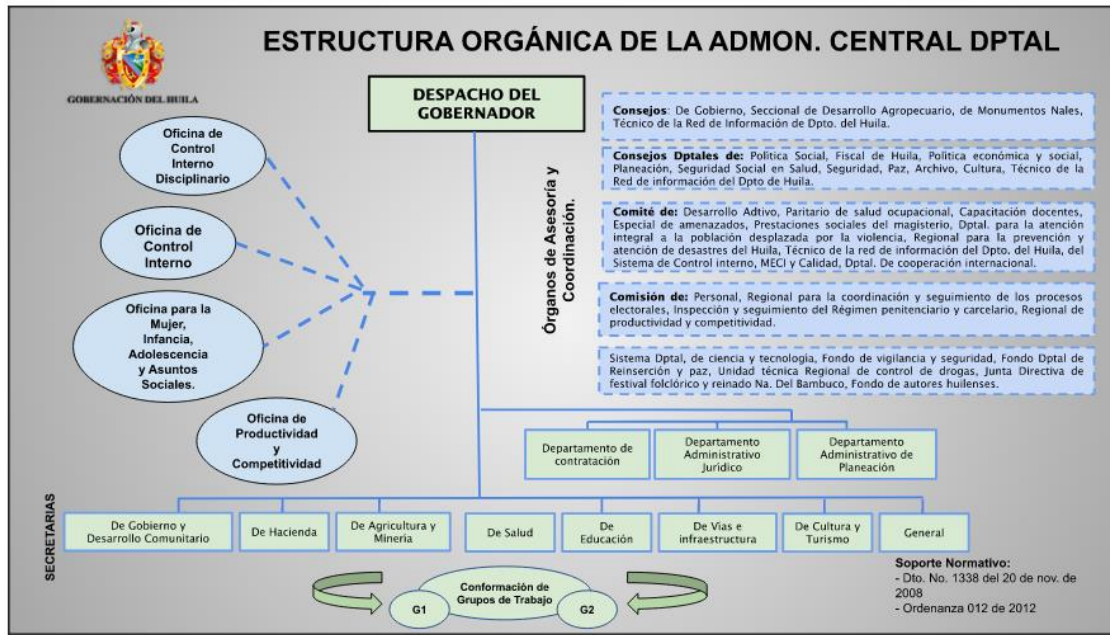 ESTRUCTURA ORGÁNICA DE LA ADMON. CENTRAL DPTAL
GOBERNACIÓN DEL HUILA
DESPACHO DEL
GOBERNADOR
Oficina de
Control
Interno
Disciplinario
Oficina de
Control
Interno
Oficina para la
Mujer,
Infancia,
Adolescencia
y Asuntos
Sociales.
Oficina de
Productividad
y
Competitividad
Órganos de Asesoría y
Coordinación.
Consejos: De Gobierno, Seccional de Desarrollo Agropecuario, de Monumentos Nales,
Técnico de la Red de Información de Dpto. del Huila.
Consejos Dptales de: Política Social, Fiscal de Huila, Política económica y social,
Planeación, Seguridad Social en Salud, Seguridad, Paz, Archivo, Cultura, Técnico de la
Red de información del Dpto de Huila.
Comité de: Desarrollo Adtivo, Paritario de salud ocupacional, Capacitación docentes,
Especial de amenazados, Prestaciones sociales del magisterio, Dptal. para la atención
integral a la población desplazada por la violencia, Regional para la prevención y
atención de desastres del Huila, Técnico de la red de información del Dpto. del Huila, del
Sistema de Control interno, MECI y Calidad, Dptal. De cooperación internacional.
Comisión de: Personal, Regional para la coordinación y seguimiento de los procesos
electorales, Inspección y seguimiento del Régimen penitenciario y carcelario, Regional de
productividad y competitividad.
Sistema Dptal, de ciencia y tecnología, Fondo de vigilancia y seguridad, Fondo Dptal de
Reinserción y paz, Unidad técnica Regional de control de drogas, Junta Directiva de
festival folclórico y reinado Na. Del Bambuco, Fondo de autores huilenses.
Departamento de
contratación
Departamento
Administrativo
Jurídico
Departamento
Administrativo de
Planeación
SECRETARIAS
De Gobierno y
Desarrollo Comunitario
De Hacienda
De Agricultura y
Minería
De Salud
De
Educación
De Vías e
infraestructura
De Cultura y
Turismo
General
Conformación de
Grupos de Trabajo
G1
G2
Soporte Normativo:
- Dto. No. 1338 del 20 de nov. de
2008
- Ordenanza 012 de 2012